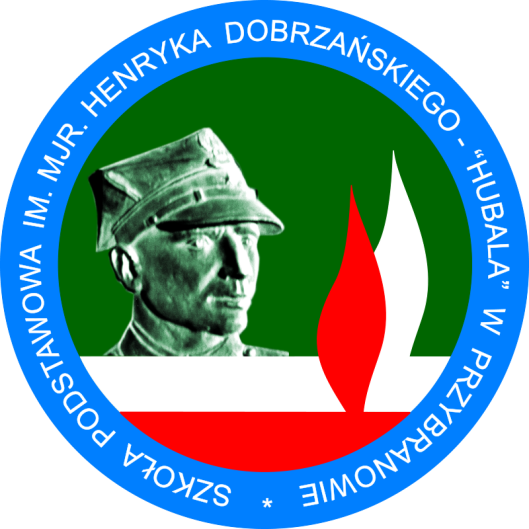 SZKOŁA PODSTAWOWA IM. MJR. HENRYKA DOBRZAŃSKIEGO - “HUBALA” W PRZYBRANOWIE *